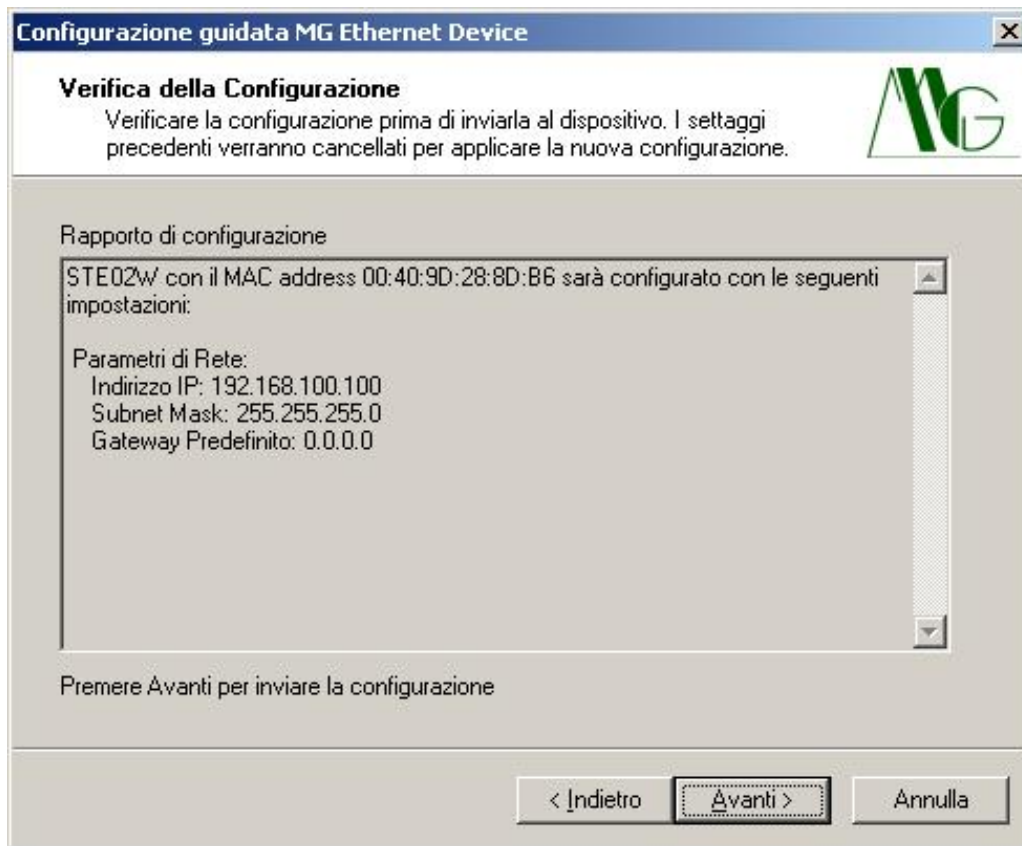 Configurazione guidata MG Ethernet Device
Verifica della Configurazione
Verificare la configurazione prima di inviarla al dispositivo. I settaggi
precedenti verranno cancellati per applicare la nuova configurazione.
MG
Rapporto di configurazione
STE02W con il MAC address 00:40:9D:28:8D:B6 sarà configurato con le seguenti
impostazioni:
Parametri di Rete:
Indirizzo IP: 192.168.100.100
Subnet Mask: 255.255.255.0
Gateway Predefinito: 0.0.0.0
Premere Avanti per inviare la configurazione
< Indietro
Avanti >
Annulla